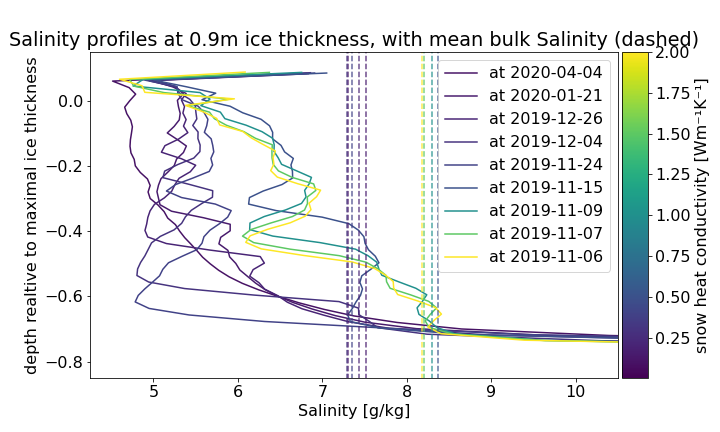 Salinity profiles at 0.9m ice thickness, with mean bulk Salinity (dashed)
depth realtive to maximal ice thickness
0.0
−0.2
−0.4
−0.6
−0.8
5 6 7 8 9 10
Salinity [g/kg]
at 2020-04-04
at 2020-01-21
at 2019-12-26
at 2019-12-04
at 2019-11-24
at 2019-11-15
at 2019-11-09
at 2019-11-07
at 2019-11-06
2.00
1.75
1.50
1.25
1.00
0.75
0.50
0.25
snow heat conductivity [Wm⁻¹K⁻¹]